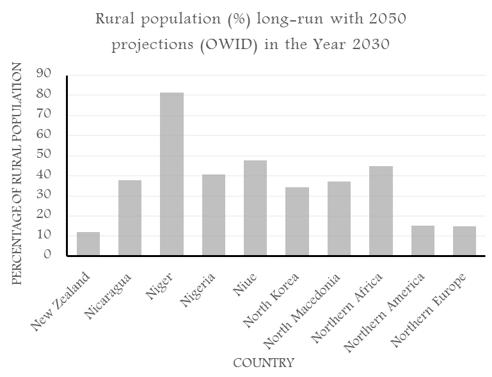 Rural population (%) long-run with 2050
projections (OWID) in the Year 2030
PERCENTAGE OF RURAL POPULATION
90
80
70
60
50
40
30
20
10
0
New Zealand
Nicaragua
Niger
Nigeria
Niue
North Korea
North Macedonia
Northern Africa
Northern America
Northern Europe
COUNTRY